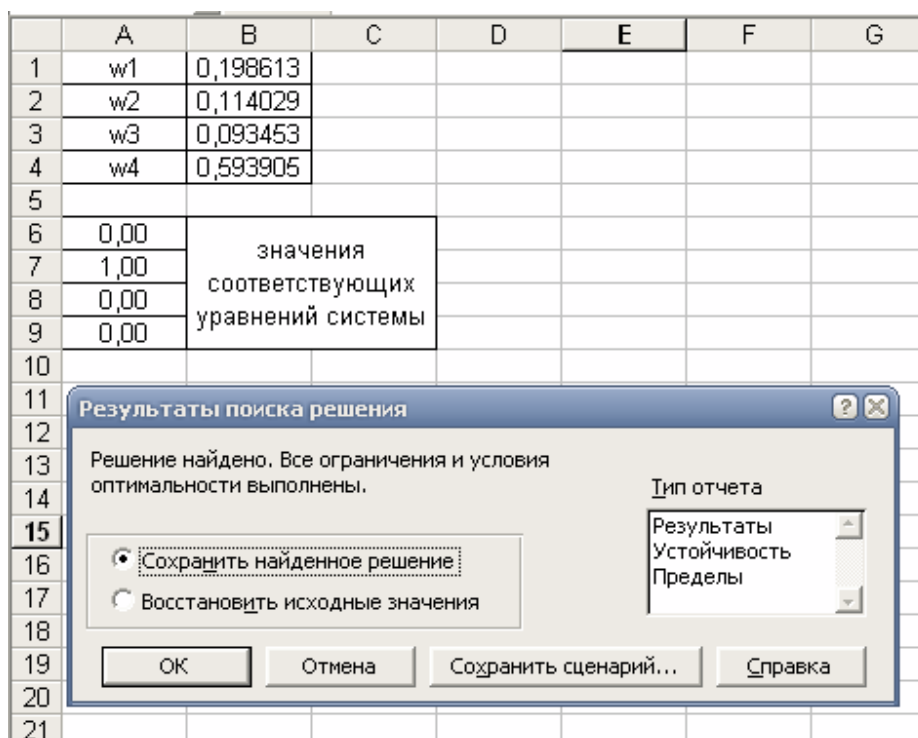 A B C D E F G
1 w1 0,198613
2 w2 0,114029
3 w3 0,093453
4 w4 0,593905
5
6 0,00
значения
7 1,00
соответствующих
8 0,00
уравнений системы
9 0,00
10
11
Результаты поиска решения
12
13
Решение найдено. Все ограничения и условия
оптимальности выполнены.
Тип отчета
14
15
Результаты
Устойчивость
Пределы
16
Сохранить найденное решение
17
Восстановить исходные значения
18
19
ОК Отмена Сохранить сценарий... Справка
20
21